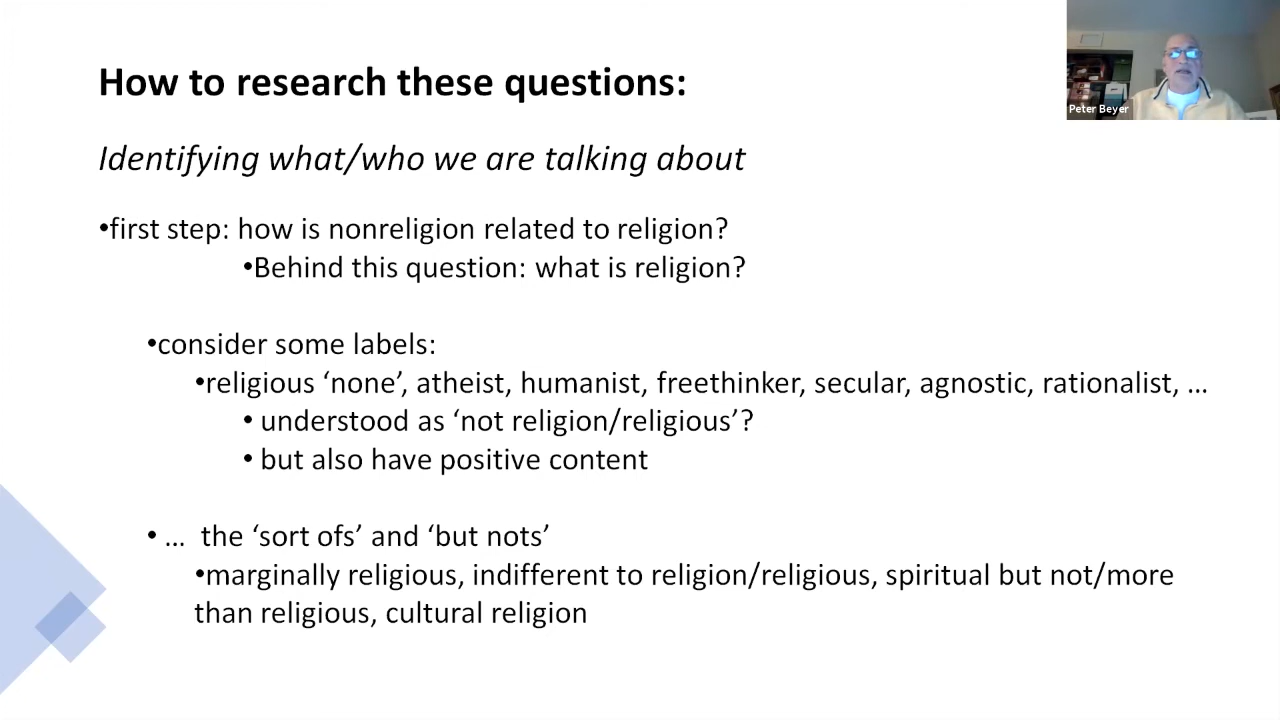 How to research these questions:
Peter Beyer
Identifying what/who we are talking about
•first step: how is nonreligion related to religion?
•Behind this question: what is religion?
•consider some labels:
•religious ‘none’, atheist, humanist, freethinker, secular, agnostic, rationalist, …
• understood as ‘not religion/religious’?
• but also have positive content
• … the ‘sort ofs’ and ‘but nots’
•marginally religious, indifferent to religion/religious, spiritual but not/more
than religious, cultural religion